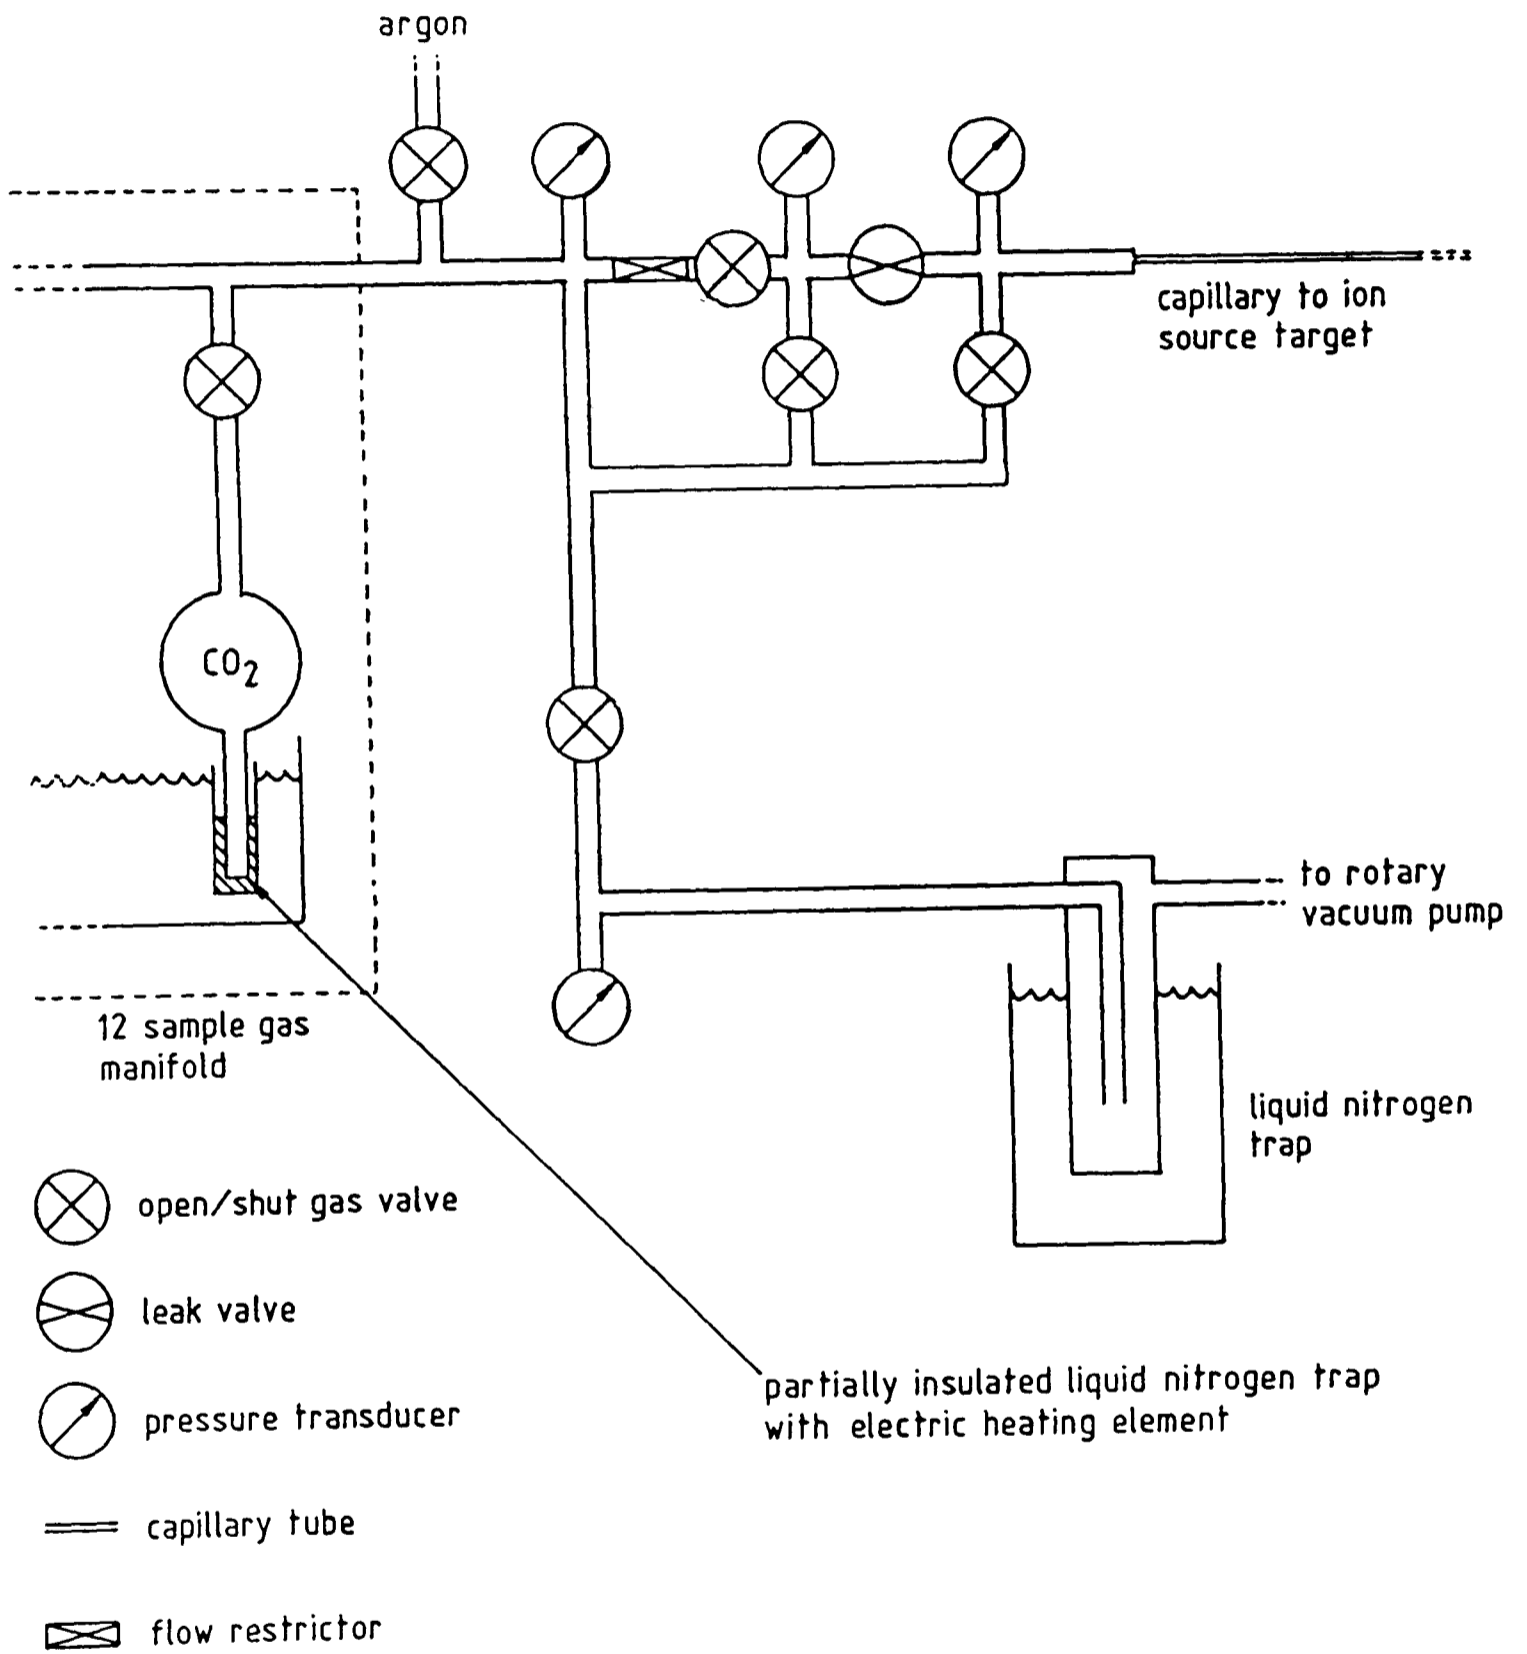 argon
capillary to ion
source target
CO2
to rotary
vacuum pump
12 sample gas
manifold
liquid nitrogen
trap
open/shut gas valve
leak valve
partially insulated liquid nitrogen trap
with electric heating element
pressure transducer
capillary tube
flow restrictor